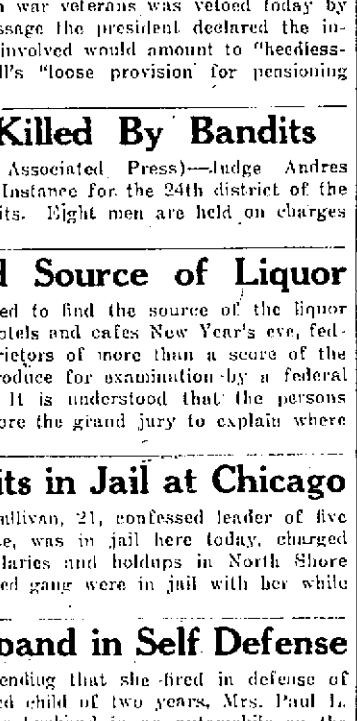 war veterans was vetoed today by
ssage the president declared the in-
involved would amount to "heedless-
ll's "loose provision for pensioning
Killed By Bandits
Associated Press)—Judge Andres
Instance for the 24th district of the
its. Eight men are held on charges
d Source of Liquor
ed to find the source of the liquor
otels and cafes New Year's eve, fed-
rietors of more than a score of the
roduce for examination by a federal
It is understood that the persons
ore the grand jury to explain where
its in Jail at Chicago
ullivan, 21, confessed leader of five
e, was in jail here today, charged
laries and holdups in North Shore
ed gang were in jail with her while
band in Self Defense
ending that she fired in defense of
ed child of two years, Mrs. Paul L.